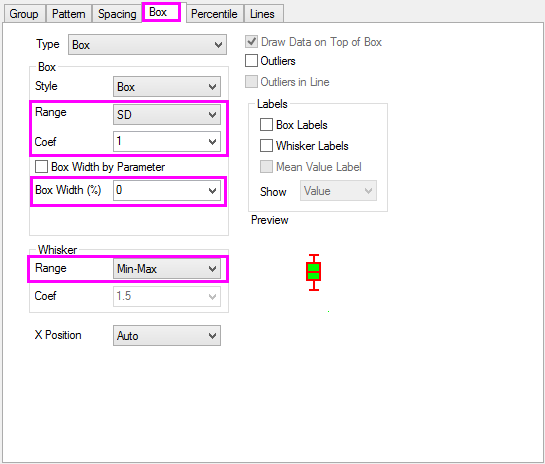 Group Pattern Spacing Box Percentile Lines
Type Box
Box
Style Box
Range SD
Coef 1
Box Width by Parameter
Box Width (%) 0
Whisker
Range Min-Max
Coef 1.5
X Position Auto
Draw Data on Top of Box
Outliers
Outliers in Line
Labels
Box Labels
Whisker Labels
Mean Value Label
Show Value
Preview